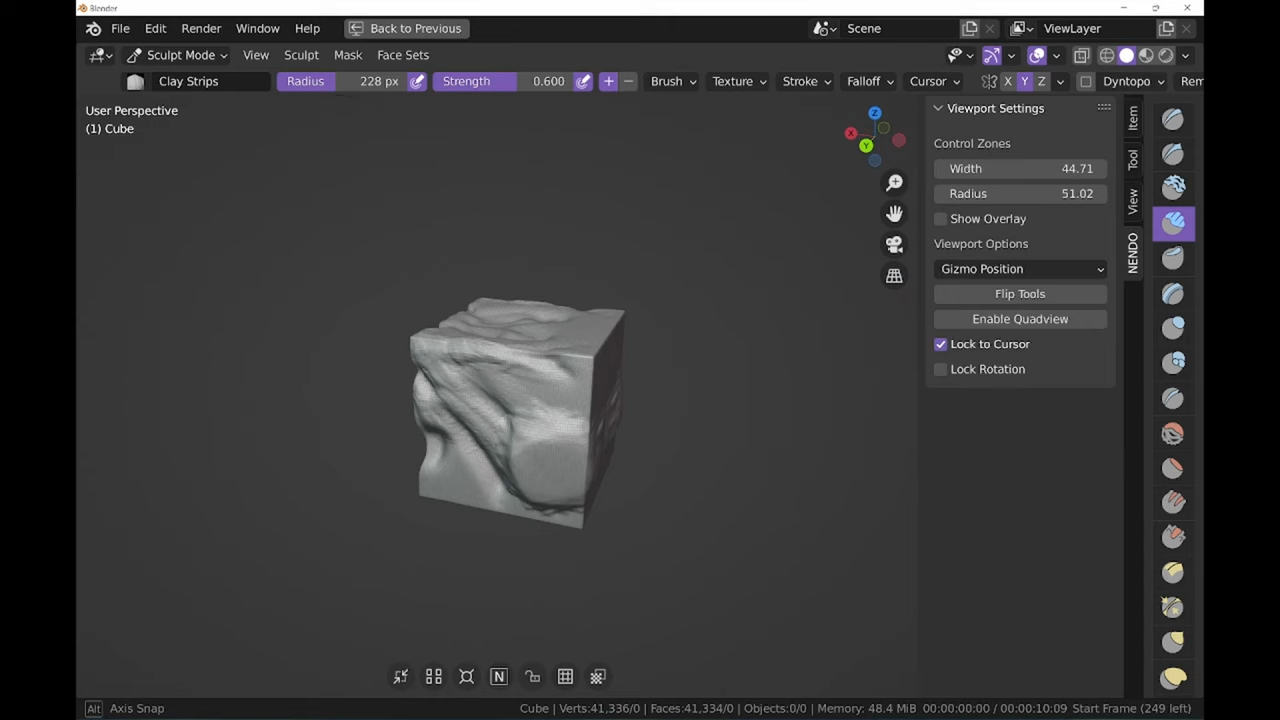 Blender
File Edit Render Window Help Back to Previous Scene ViewLayer
Sculpt Mode View Sculpt Mask Face Sets
Clay Strips Radius 228 px Strength 0.600 Brush Texture Stroke Falloff Cursor X Y Z Dyntopo Rem
User Perspective
(1) Cube
Z
X
Y
Viewport Settings
Control Zones
Width 44.71
Radius 51.02
Show Overlay
Viewport Options
Gizmo Position
Flip Tools
Enable Quadview
Lock to Cursor
Lock Rotation
Item
Tool
View
NENDO
N
Alt Axis Snap Cube | Verts:41,336/0 | Faces:41,334/0 | Objects:0/0 | Memory: 48.4 MiB 00:00:00:00 / 00:00:10:09 Start Frame (249 left)